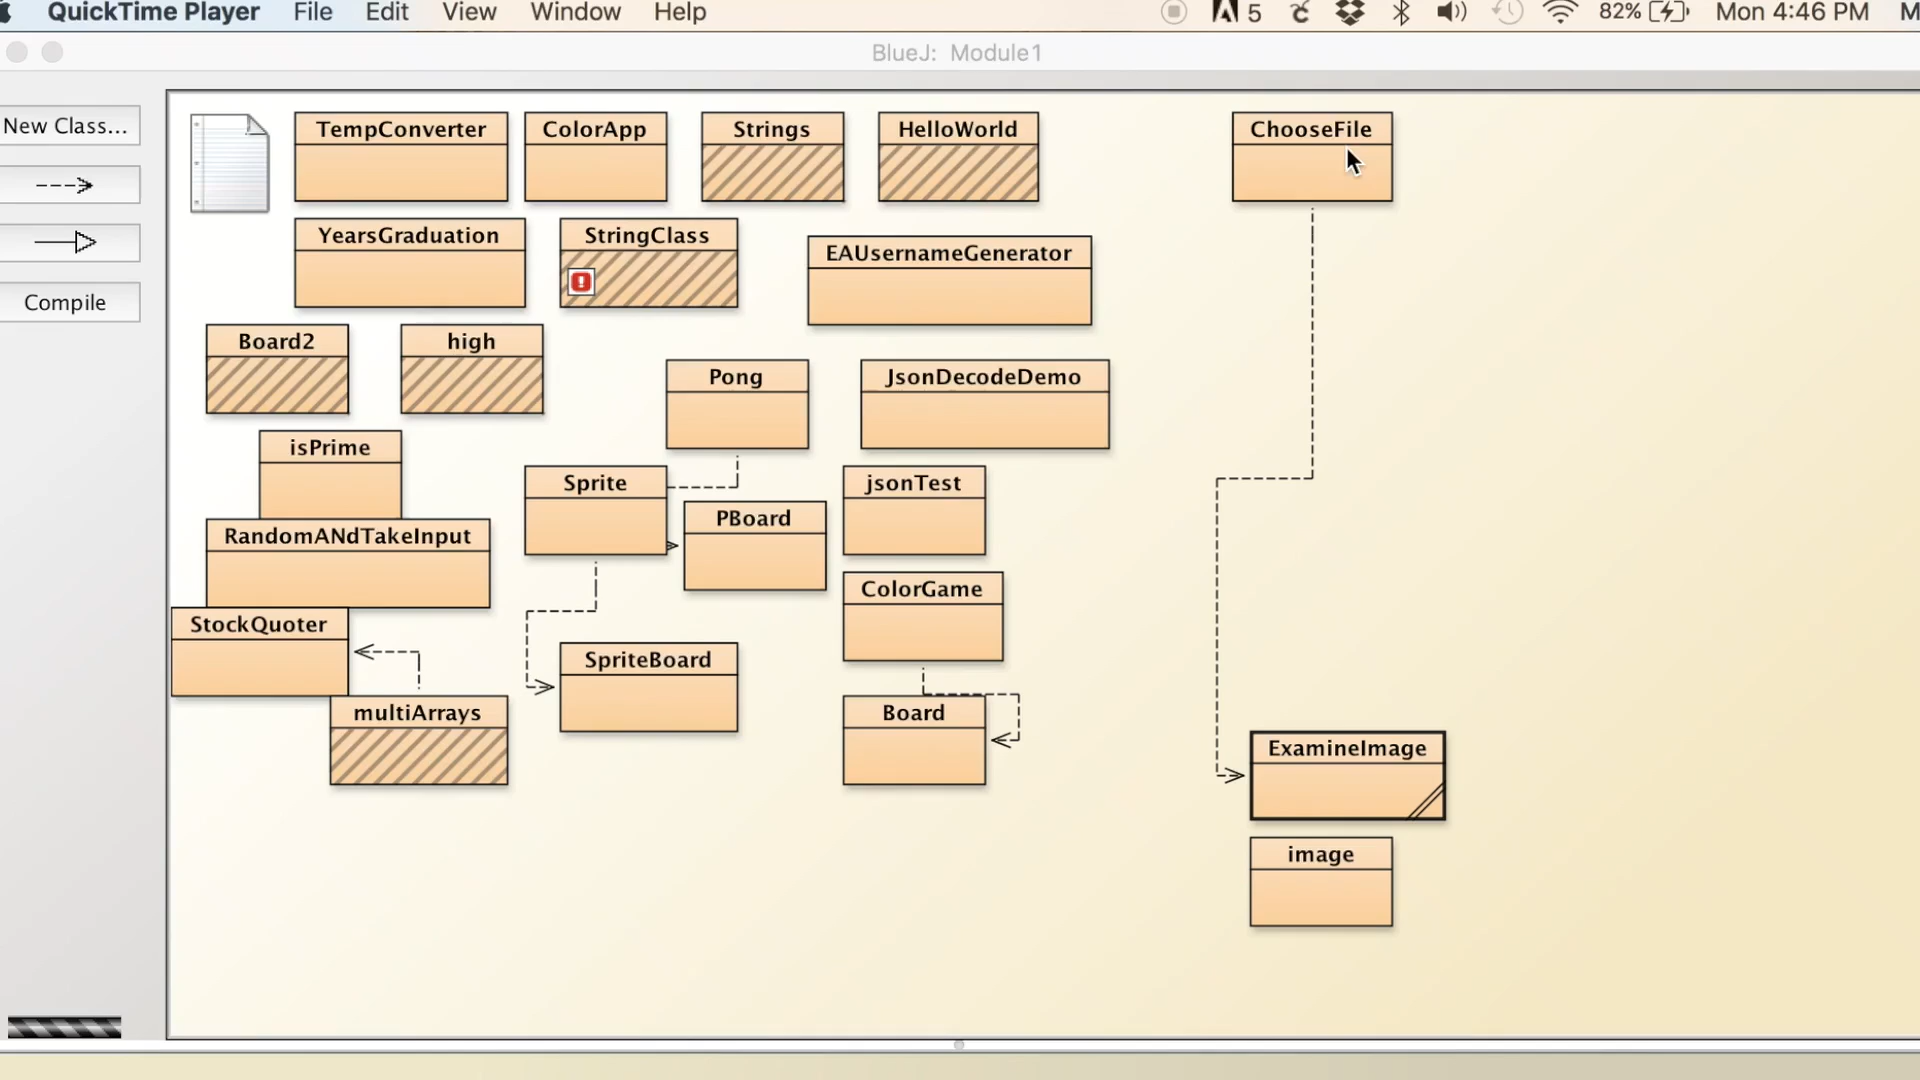 QuickTime Player File Edit View Window Help 5 82% Mon 4:46 PM M
BlueJ: Module1
New Class...
Compile
TempConverter
ColorApp
Strings
HelloWorld
ChooseFile
YearsGraduation
StringClass
EAUsernameGenerator
Board2
high
Pong
JsonDecodeDemo
isPrime
Sprite
jsonTest
PBoard
RandomANdTakeInput
ColorGame
StockQuoter
SpriteBoard
multiArrays
Board
ExamineImage
image